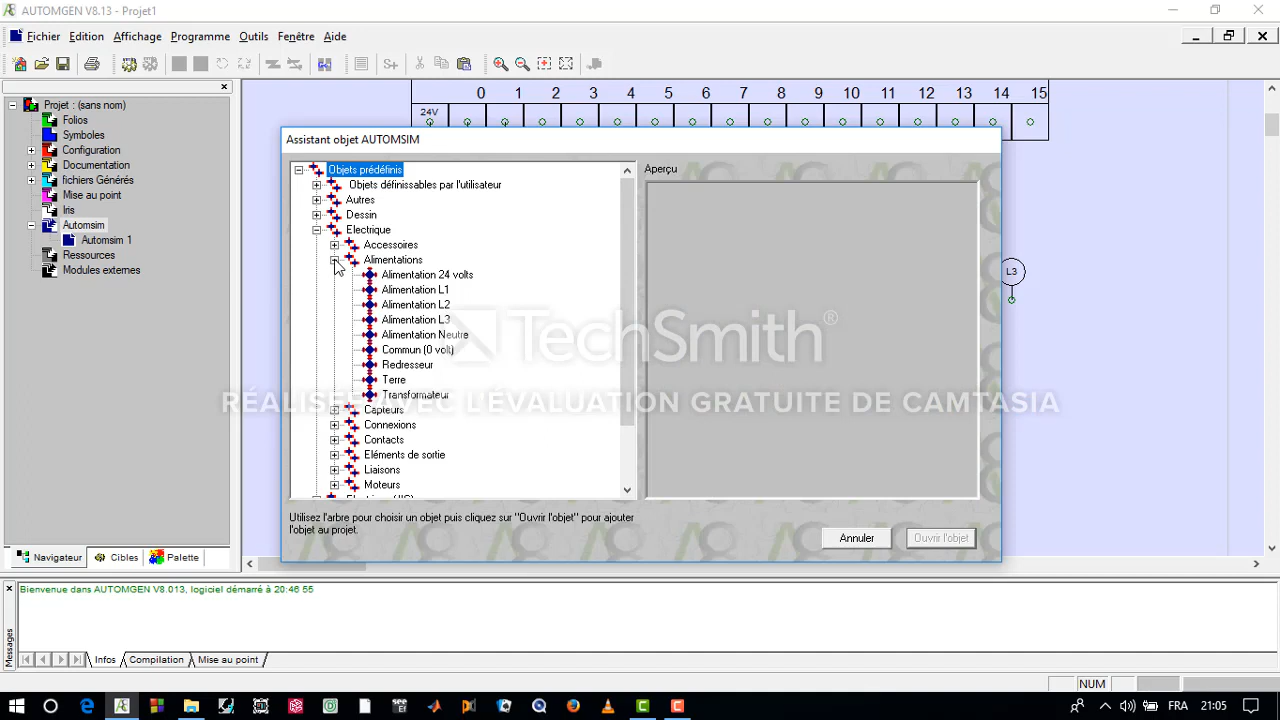 AUTOMGEN V8.13 - Projet1
Fichier Edition Affichage Programme Outils Fenêtre Aide
Projet : (sans nom)
Folios
Symboles
Configuration
Documentation
fichiers Générés
Mise au point
Iris
Automsim
Automsim 1
Ressources
Modules externes
Navigateur Cibles Palette
0 1 2 3 4 5 6 7 8 9 10 11 12 13 14 15
24V
L3
Assistant objet AUTOMSIM
Objets prédéfinis
Objets définissables par l'utilisateur
Autres
Dessin
Electrique
Accessoires
Alimentations
Alimentation 24 volts
Alimentation L1
Alimentation L2
Alimentation L3
Alimentation Neutre
Commun (0 volt)
Redresseur
Terre
Transformateur
Capteurs
Connexions
Contacts
Eléments de sortie
Liaisons
Moteurs
Electrique (JIS)
Aperçu
TechSmith®
RÉALISÉ AVEC L'ÉVALUATION GRATUITE DE CAMTASIA
Utilisez l'arbre pour choisir un objet puis cliquez sur "Ouvrir l'objet" pour ajouter
l'objet au projet.
Annuler Ouvrir l'objet
Bienvenue dans AUTOMGEN V8.013, logiciel démarré à 20:46 55
Messages
Infos Compilation Mise au point
NUM
FRA 21:05